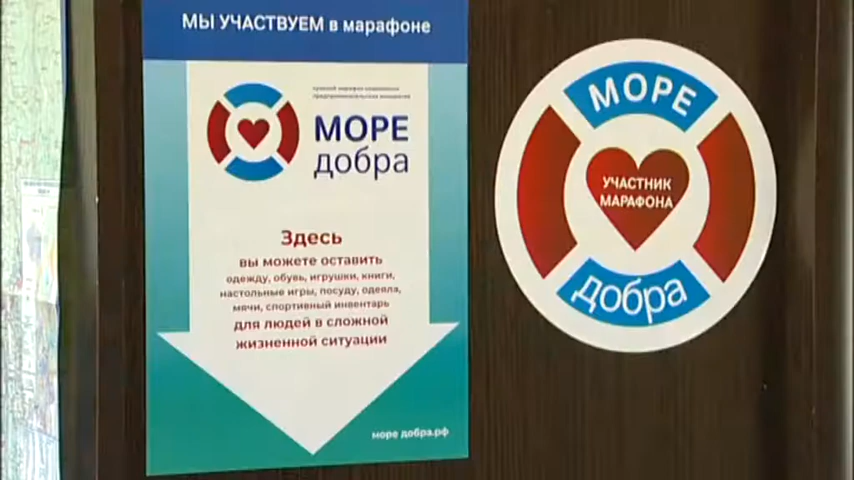 МЫ УЧАСТВУЕМ в марафоне
МОРЕ
добра
Здесь
вы можете оставить
одежду, обувь, игрушки, книги,
настольные игры, посуду, одеяла,
мячи, спортивный инвентарь
для людей в сложной
жизненной ситуации
море добра.рф
МОРЕ
УЧАСТНИК
МАРАФОНА
добра